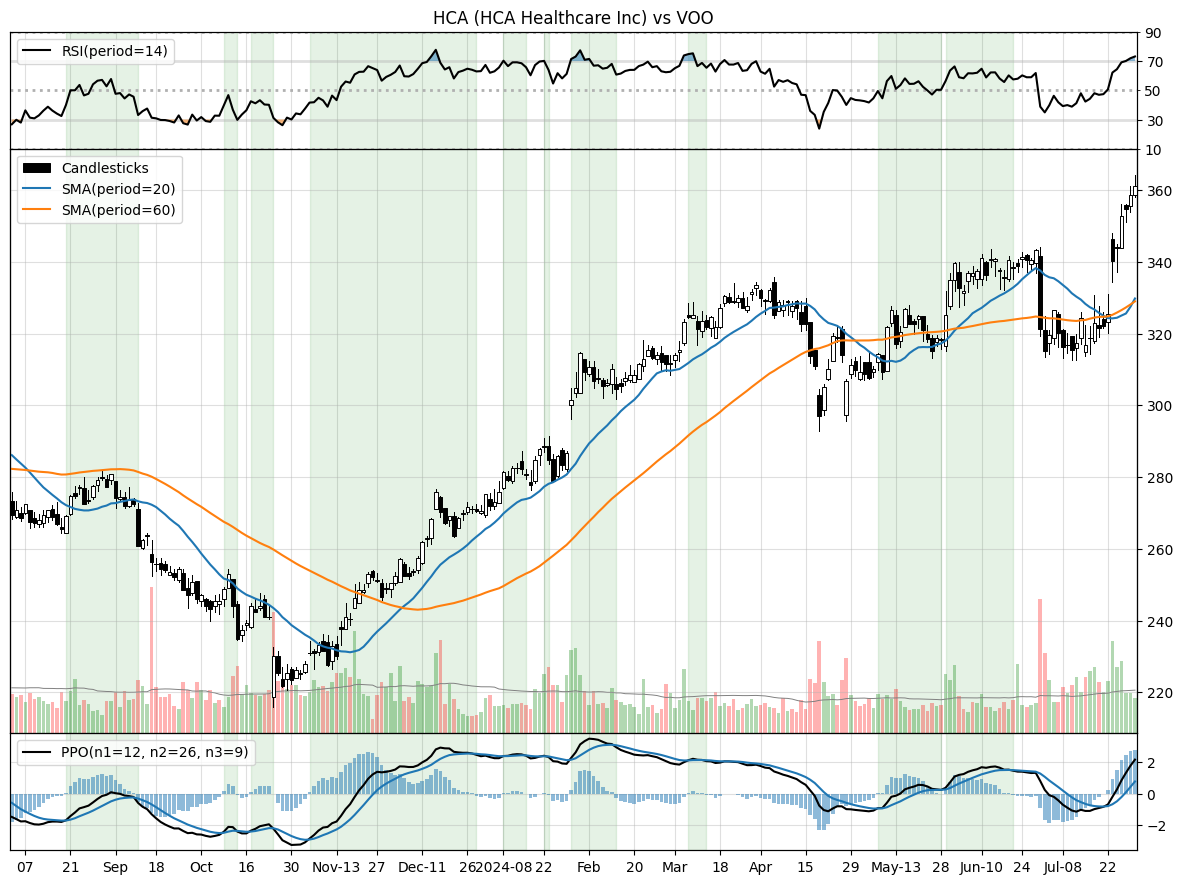 HCA (HCA Healthcare Inc) vs VOO
RSI(period=14)
90
70
50
30
10
Candlesticks
SMA(period=20)
SMA(period=60)
360
340
320
300
280
260
240
220
PPO(n1=12, n2=26, n3=9)
2
0
−2
07 21 Sep 18 Oct 16 30 Nov-13 27 Dec-11 26 2024-08 22 Feb 20 Mar 18 Apr 15 29 May-13 28 Jun-10 24 Jul-08 22